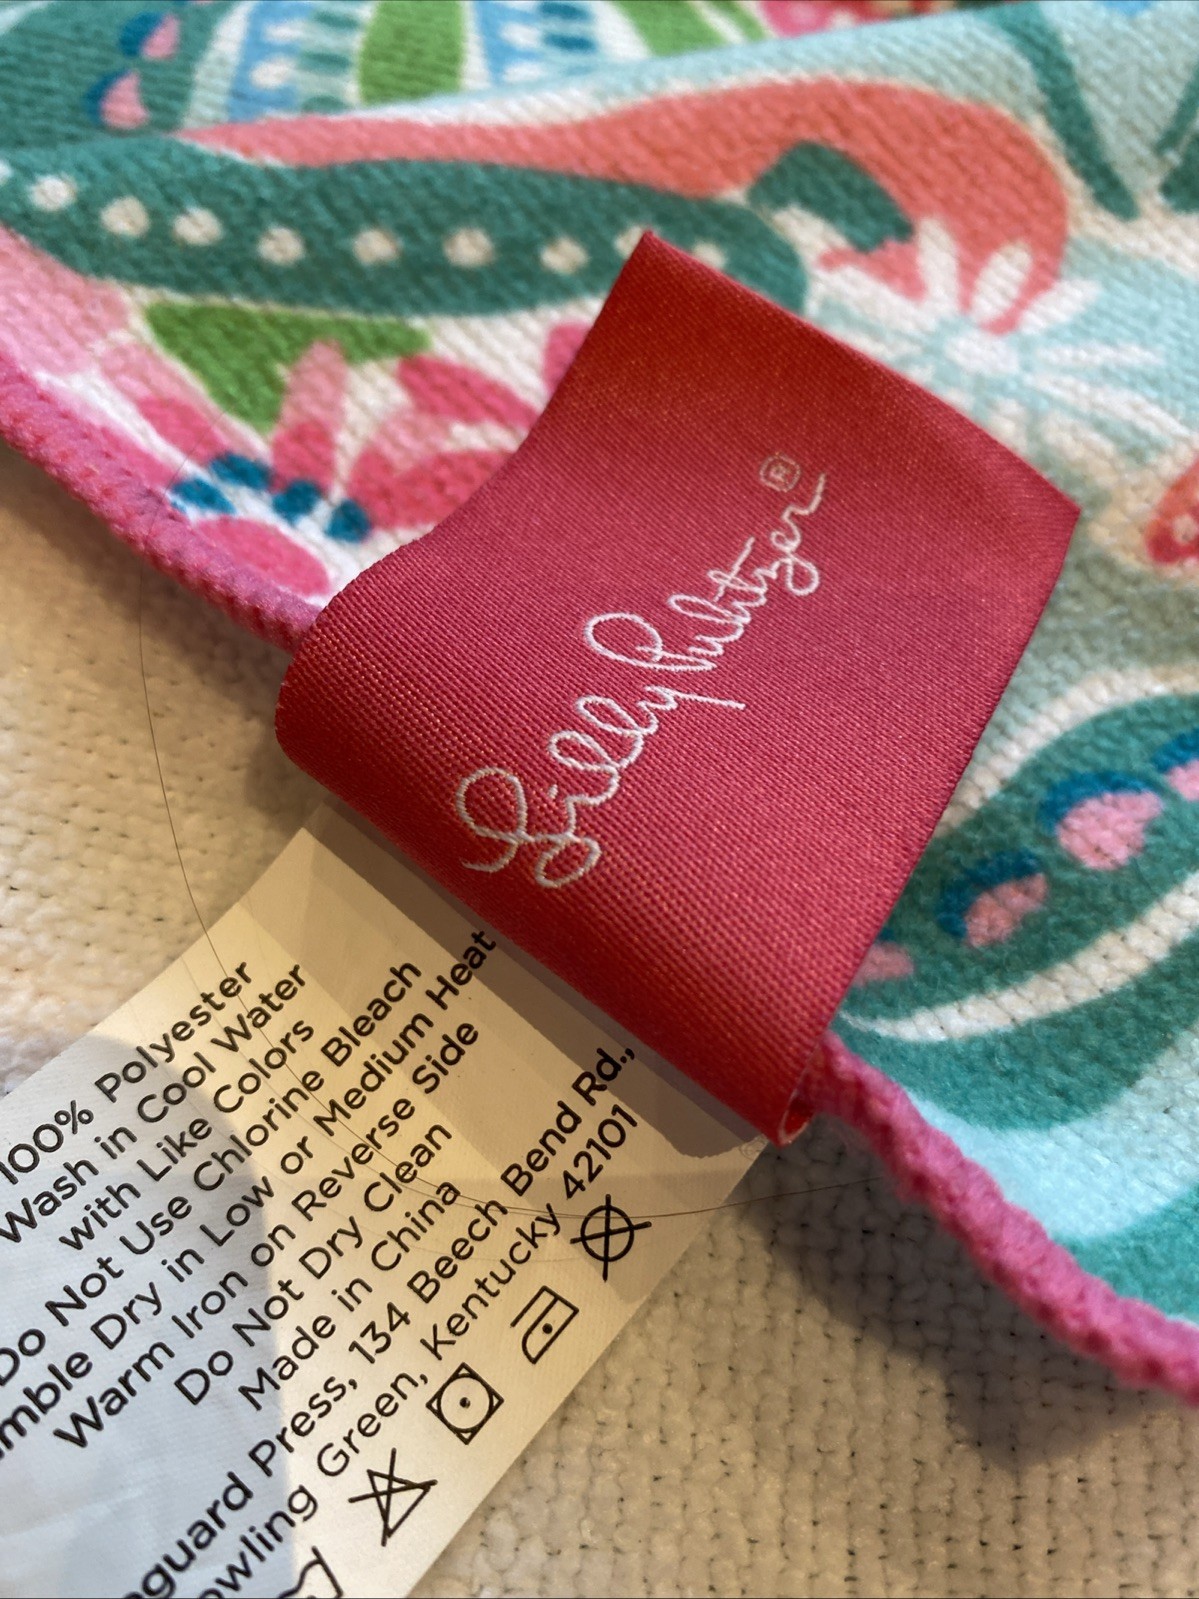 Lilly Pulitzer®
100% Polyester
Wash in Cool Water
with Like Colors
Do Not Use Chlorine Bleach
Dry in Low or Medium Heat
Warm Iron on Reverse Side
Do Not Dry Clean
Made in China
Press, 134 Beech Bend Rd.,
Green, Kentucky 42101